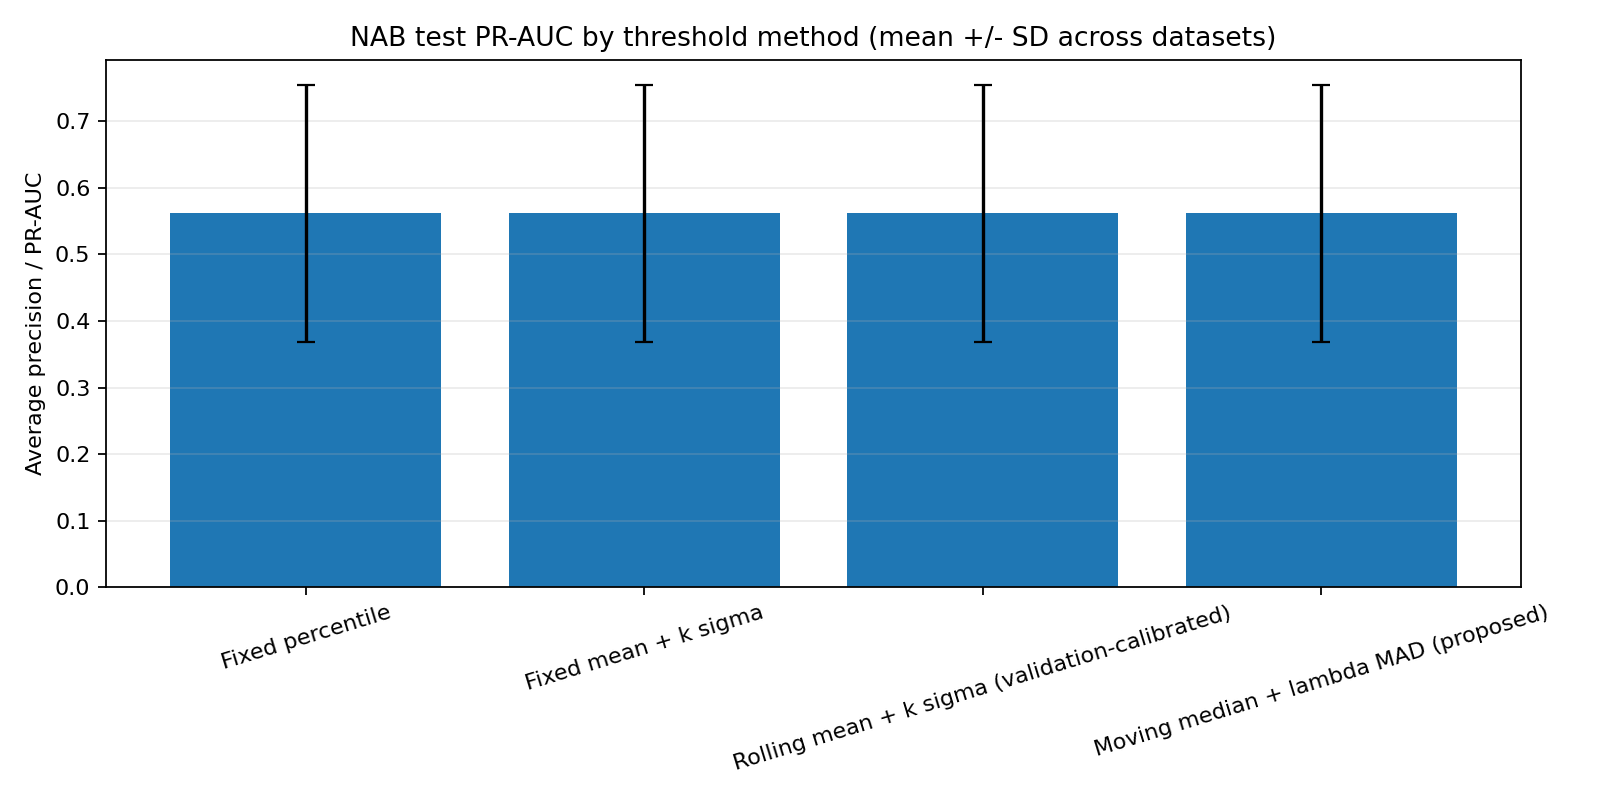 NAB test PR-AUC by threshold method (mean +/- SD across datasets)
Average precision / PR-AUC
0.7
0.6
0.5
0.4
0.3
0.2
0.1
0.0
Fixed percentile
Fixed mean + k sigma
Rolling mean + k sigma (validation-calibrated)
Moving median + lambda MAD (proposed)